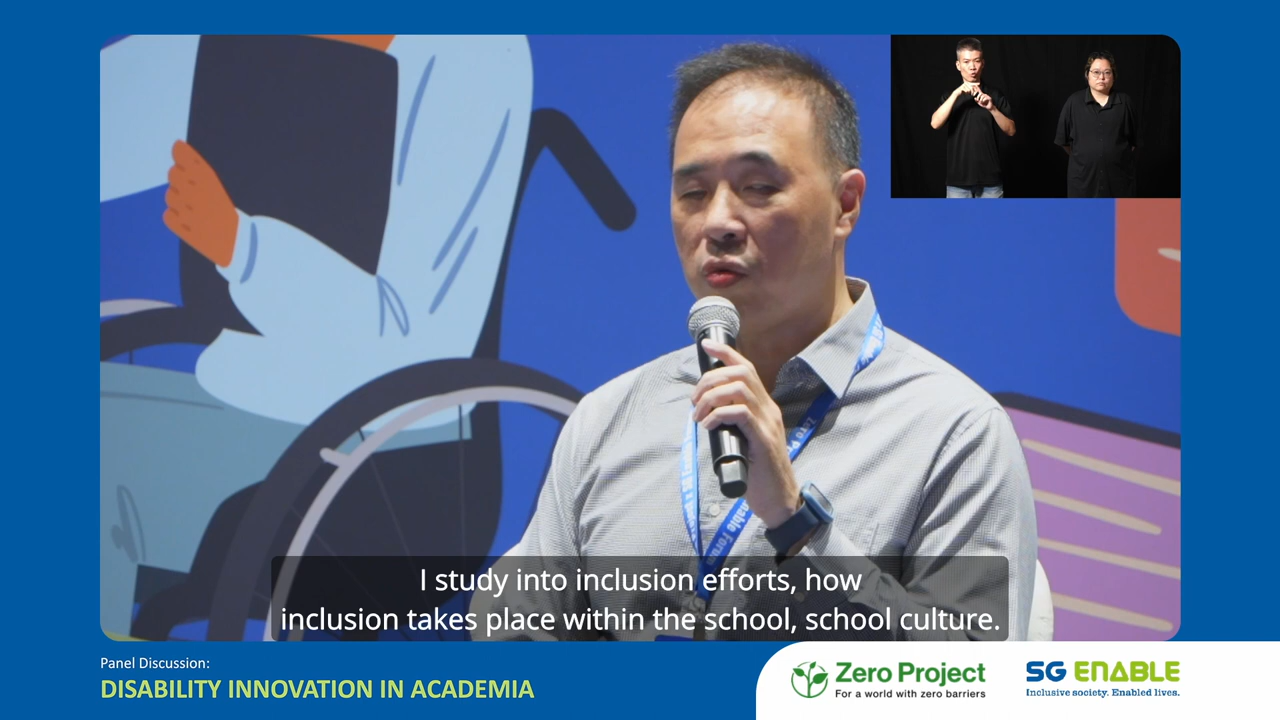 I study into inclusion efforts, how
inclusion takes place within the school, school culture.
Panel Discussion:
DISABILITY INNOVATION IN ACADEMIA
Zero Project
For a world with zero barriers
SG ENABLE
Inclusive society. Enabled lives.